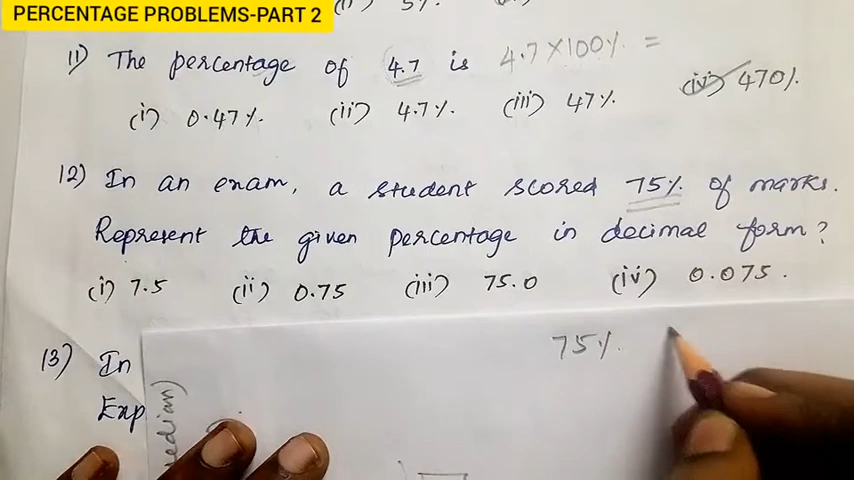 PERCENTAGE PROBLEMS-PART 2
5%.
11) The percentage of 4.7 is 4.7×100% =
(i) 0.47%. (ii) 4.7%. (iii) 47% (iv) 470%.
12) In an exam, a student scored 75% of marks.
Represent the given percentage in decimal form?
(i) 7.5 (ii) 0.75 (iii) 75.0 (iv) 0.075.
75%
13) In
Exp
edian)